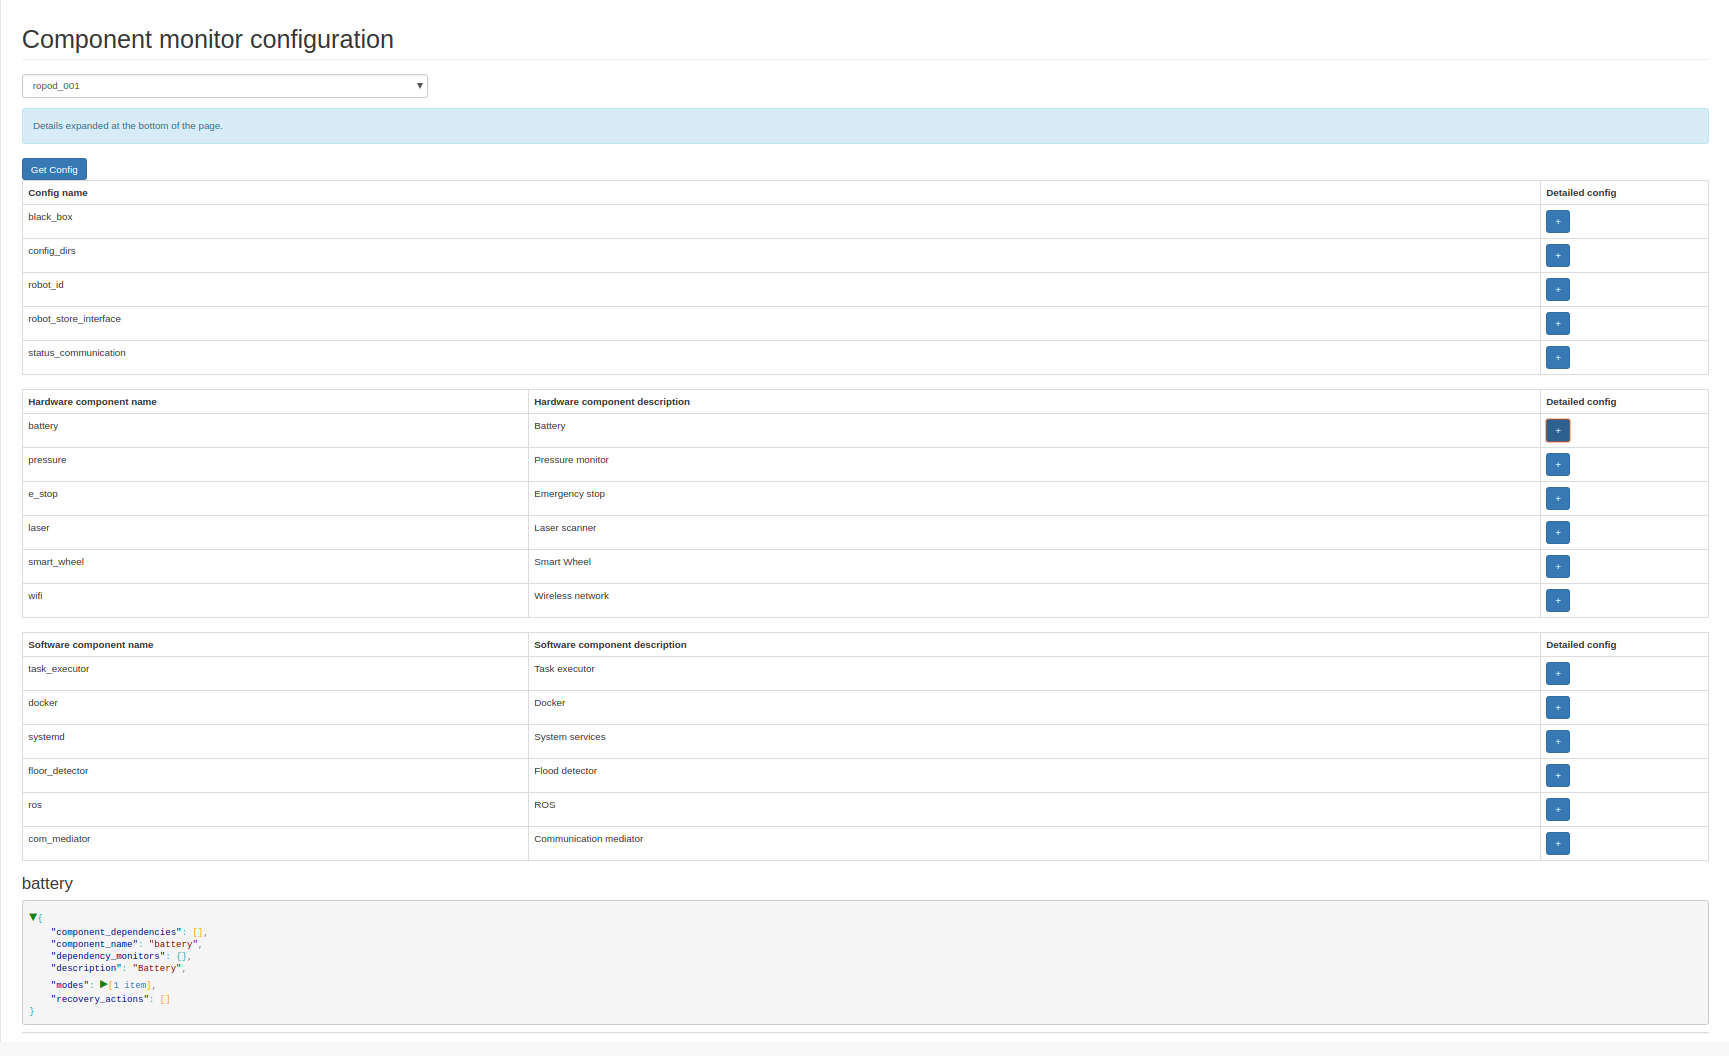 Component monitor configuration
ropod_001
Details expanded at the bottom of the page.
Get Config
Config name Detailed config
black_box +
config_dirs +
robot_id +
robot_store_interface +
status_communication +
Hardware component name Hardware component description Detailed config
battery Battery +
pressure Pressure monitor +
e_stop Emergency stop +
laser Laser scanner +
smart_wheel Smart Wheel +
wifi Wireless network +
Software component name Software component description Detailed config
task_executor Task executor +
docker Docker +
systemd System services +
floor_detector Flood detector +
ros ROS +
com_mediator Communication mediator +
battery
{
"component_dependencies": [],
"component_name": "battery",
"dependency_monitors": {},
"description": "Battery",
"modes": [1 item],
"recovery_actions": []
}